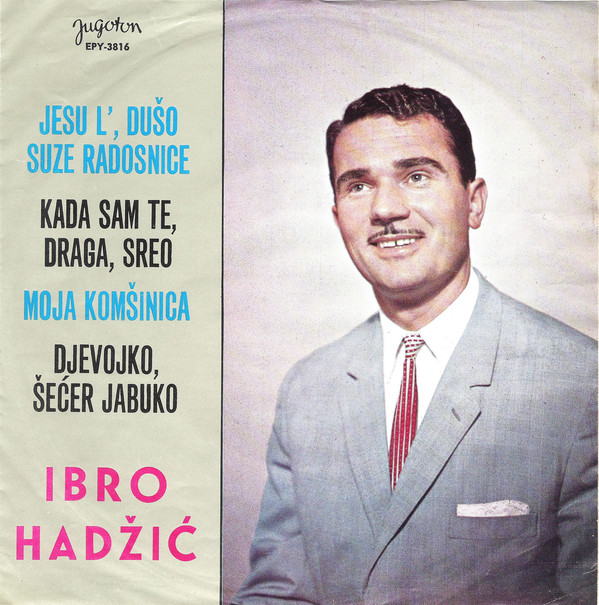 Jugoton
EPY-3816
JESU L', DUŠO
SUZE RADOSNICE
KADA SAM TE,
DRAGA, SREO
MOJA KOMŠINICA
DJEVOJKO,
ŠEĆER JABUKO
IBRO
HADŽIĆ